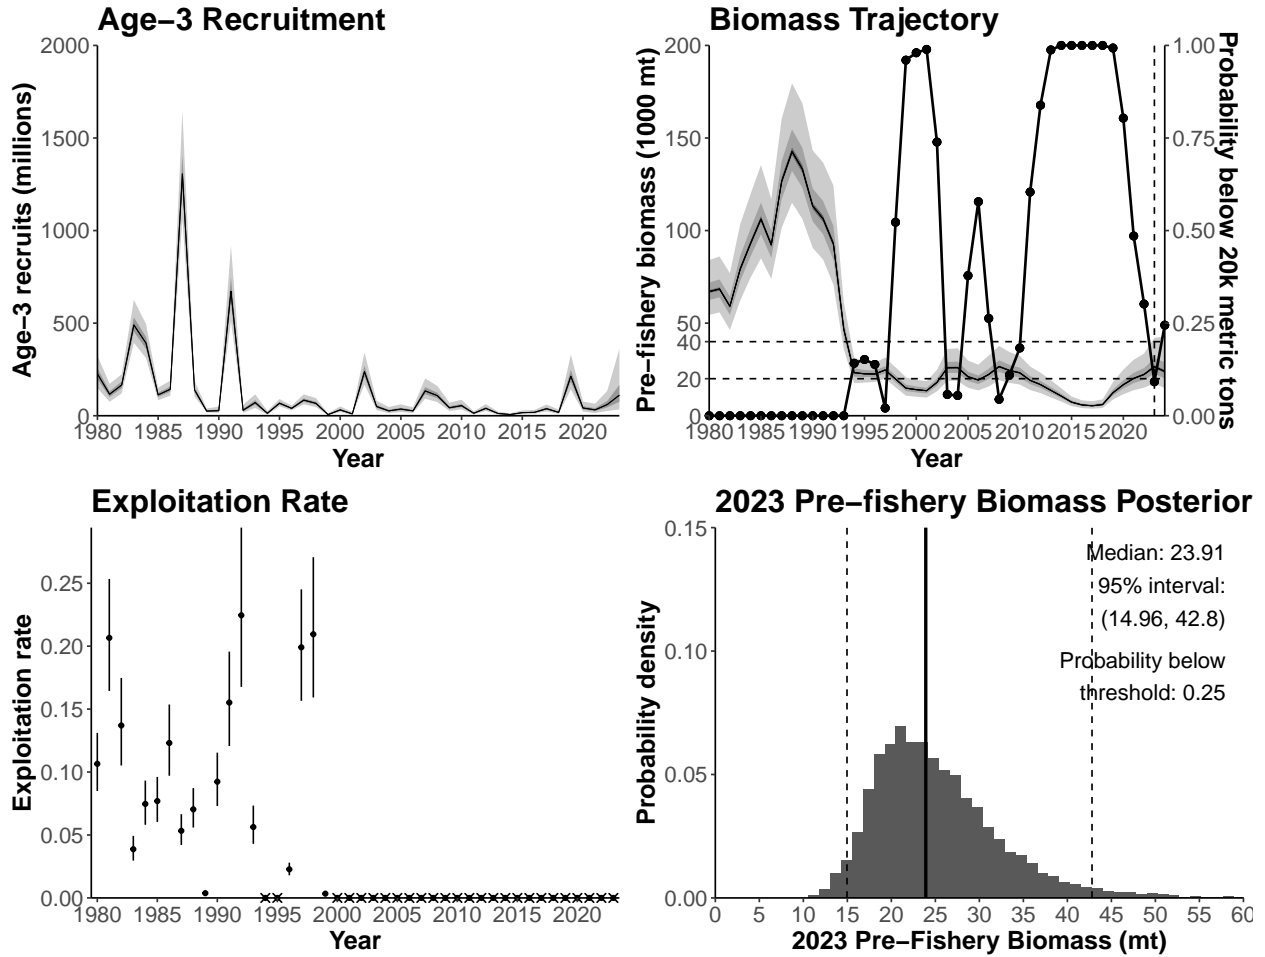 Age−3 Recruitment
2000
1500
1000
500
0
Age−3 recruits (millions)
1980 1985 1990 1995 2000 2005 2010 2015 2020
Year
Biomass Trajectory
200
150
100
50
40
20
0
Pre−fishery biomass (1000 mt)
1.00
0.75
0.50
0.25
0.00
Probability below 20k metric tons
1980 1985 1990 1995 2000 2005 2010 2015 2020
Year
Exploitation Rate
0.25
0.20
0.15
0.10
0.05
0.00
Exploitation rate
1980 1985 1990 1995 2000 2005 2010 2015 2020
Year
2023 Pre−fishery Biomass Posterior
0.15
0.10
0.05
0.00
Probability density
Median: 23.91
95% interval:
(14.96, 42.8)
Probability below
threshold: 0.25
0 5 10 15 20 25 30 35 40 45 50 55 60
2023 Pre−Fishery Biomass (mt)